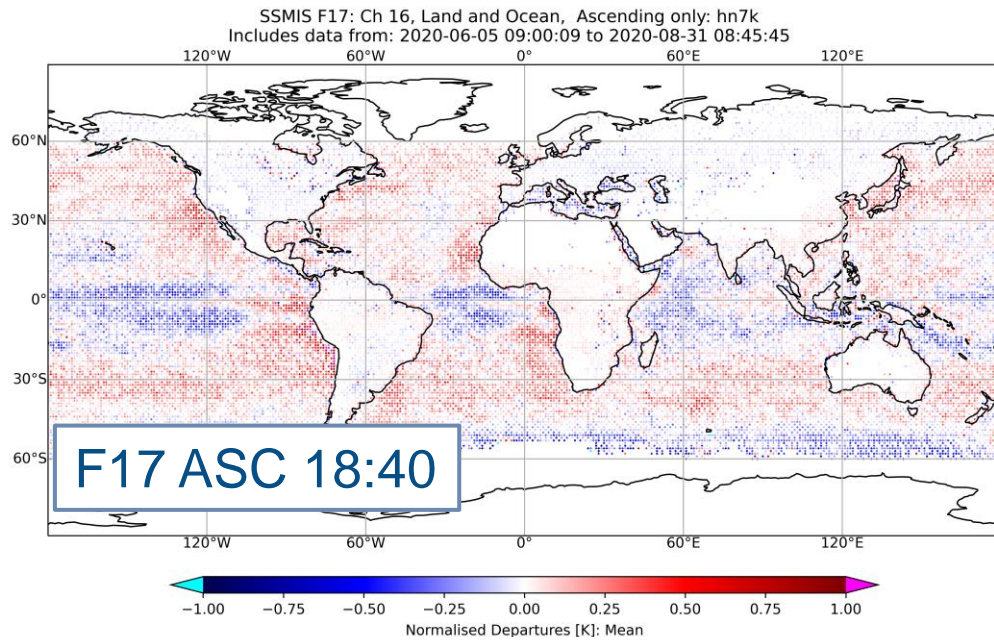 SSMIS F17: Ch 16, Land and Ocean,  Ascending only: hn7k
Includes data from: 2020-06-05 09:00:09 to 2020-08-31 08:45:45
120°W 60°W 0° 60°E 120°E
60°N
30°N
0°
30°S
60°S
F17 ASC 18:40
120°W 60°W 0° 60°E 120°E
−1.00 −0.75 −0.50 −0.25 0.00 0.25 0.50 0.75 1.00
Normalised Departures [K]: Mean